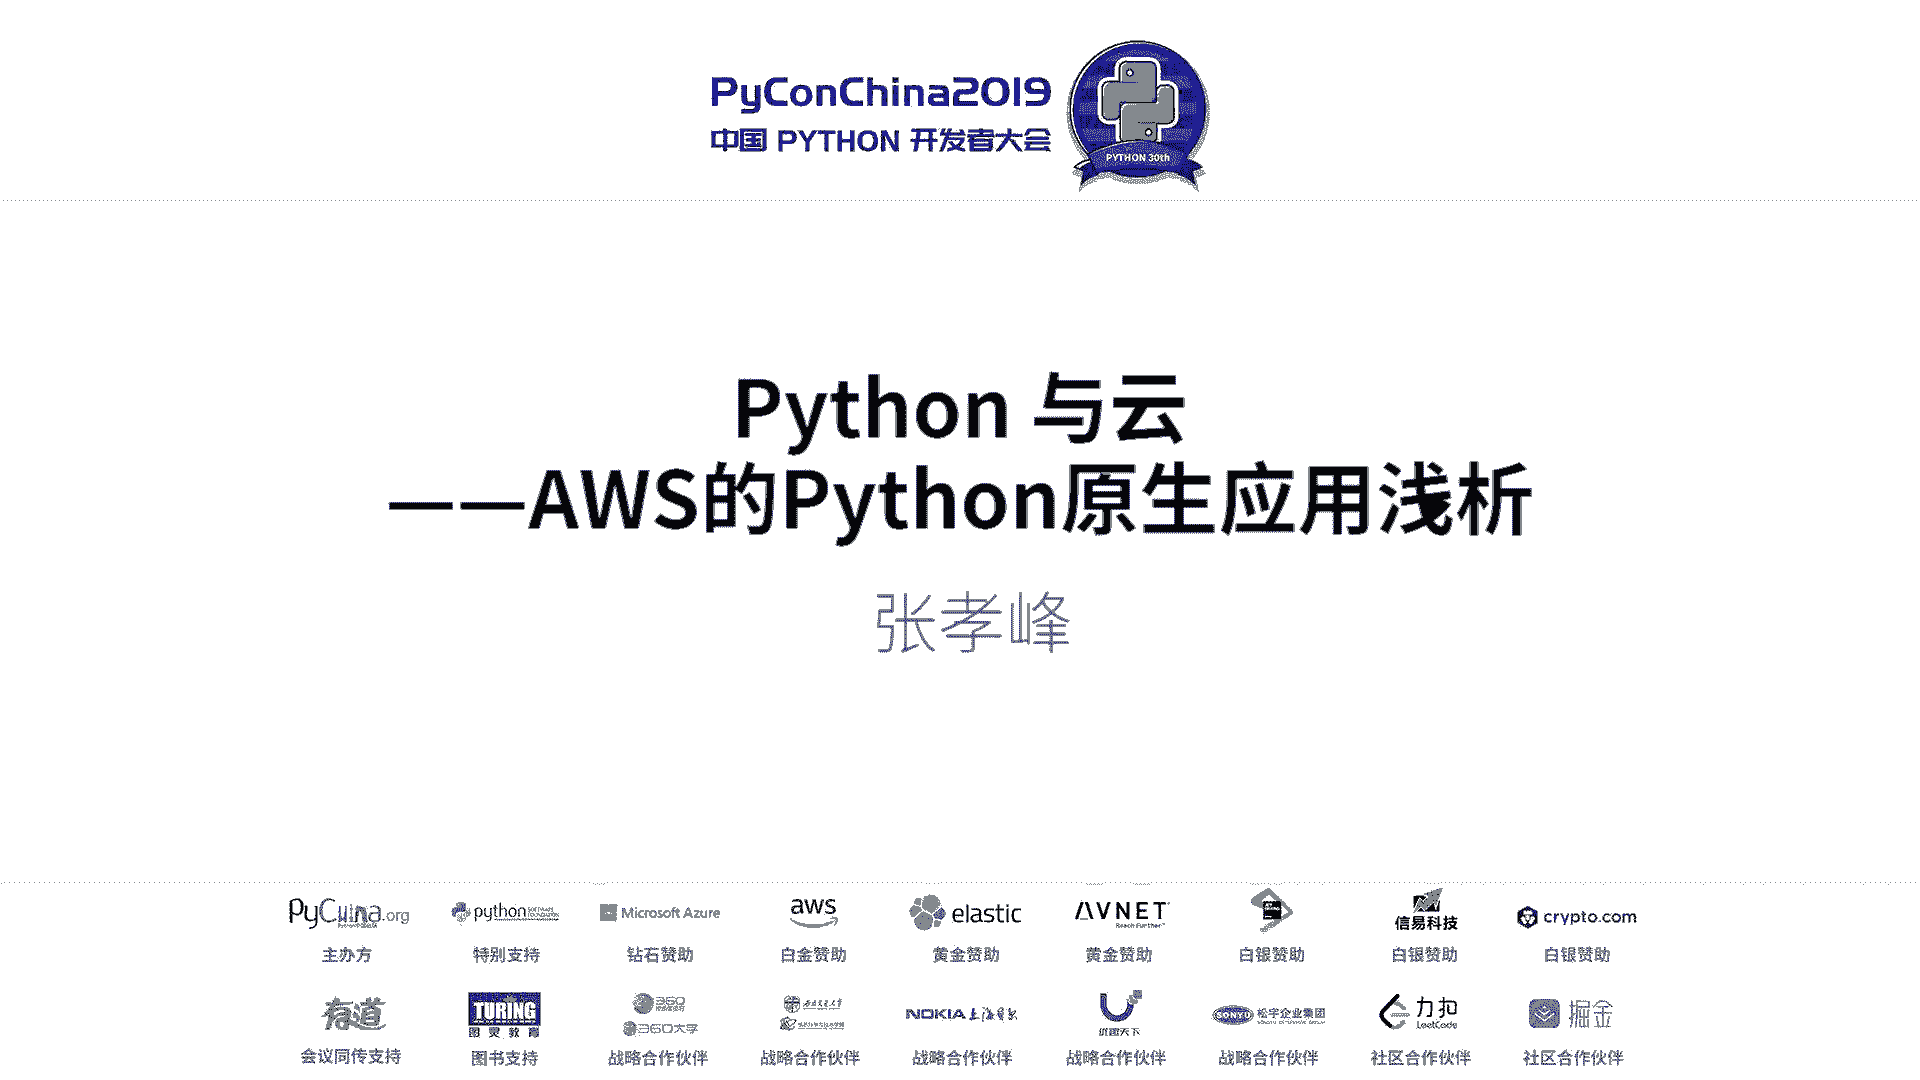 PyConChina2019
中国 PYTHON 开发者大会
PYTHON 30th
Python 与云
——AWS的Python原生应用浅析
张孝峰
PyChina.org
python
Microsoft Azure
aws
elastic
AVNET
Reach Further™
信易科技
crypto.com
主办方
特别支持
钻石赞助
白金赞助
黄金赞助
黄金赞助
白银赞助
白银赞助
白银赞助
有道
TURING
图灵教育
360
360大学
NOKIA
优图天下
SONYU
松宇企业集团
力扣
LeetCode
掘金
会议同传支持
图书支持
战略合作伙伴
战略合作伙伴
战略合作伙伴
战略合作伙伴
战略合作伙伴
社区合作伙伴
社区合作伙伴